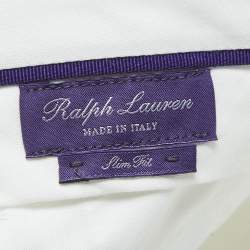 Ralph Lauren
MADE IN ITALY
Slim Fit